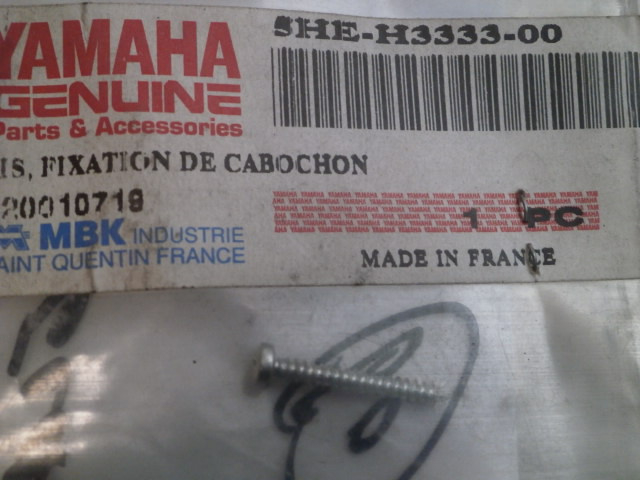 YAMAHA
GENUINE
Parts & Accessories
5HE-H3333-00
IS, FIXATION DE CABOCHON
20010719
MBK INDUSTRIE
AINT QUENTIN FRANCE
1 PC
MADE IN FRANCE